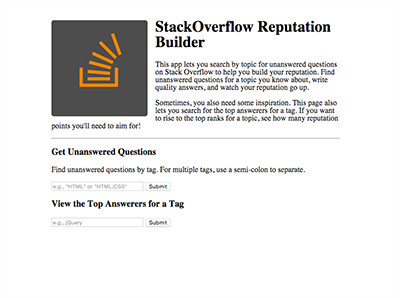 StackOverflow Reputation
Builder
This app lets you search by topic for unanswered questions
on Stack Overflow to help you build your reputation. Find
unanswered questions for a topic you know about, write
quality answers, and watch your reputation go up.
Sometimes, you also need some inspiration. This page also
lets you search for the top answerers for a tag. If you want
to rise to the top ranks for a topic, see how many reputation
points you'll need to aim for!
Get Unanswered Questions
Find unanswered questions by tag. For multiple tags, use a semi-colon to separate.
e.g., "HTML" or "HTML;CSS" Submit
View the Top Answerers for a Tag
e.g., jQuery Submit